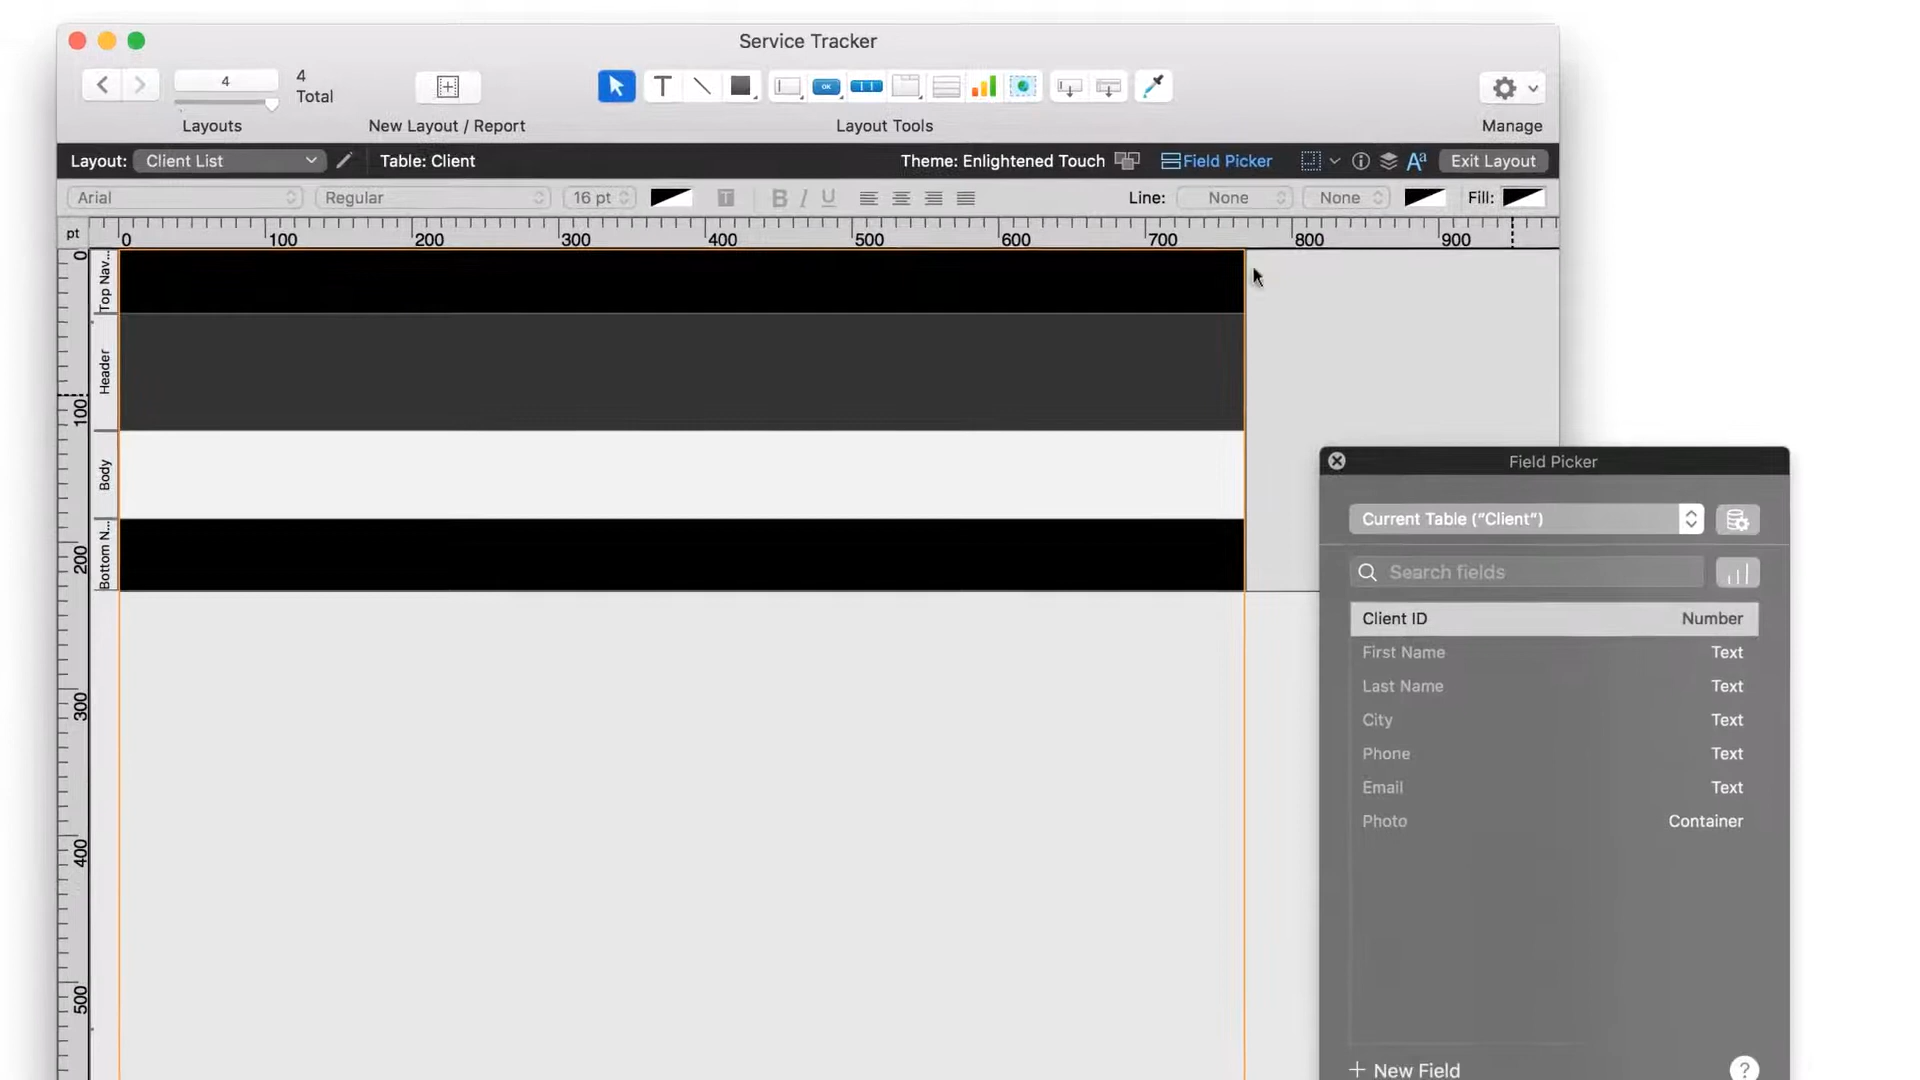 Service Tracker
4
4
Total
Layouts
New Layout / Report
OK
Layout Tools
Manage
Layout:
Client List
Table: Client
Theme: Enlightened Touch
Field Picker
Aa
Exit Layout
Arial
Regular
16 pt
T
B
I
U
Line:
None
None
Fill:
pt
0
100
200
300
400
500
600
700
800
900
0
100
200
300
400
500
Top Nav...
Header
Body
Bottom N...
Field Picker
Current Table (“Client”)
Search fields
Client ID Number
First Name Text
Last Name Text
City Text
Phone Text
Email Text
Photo Container
+ New Field
?